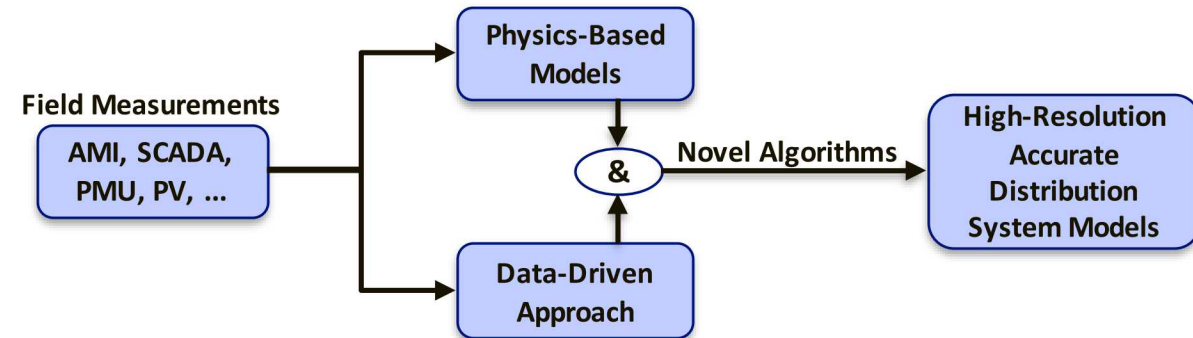 Field Measurements
AMI, SCADA,
PMU, PV, ...
Physics-Based
Models
&
Data-Driven
Approach
Novel Algorithms
High-Resolution
Accurate
Distribution
System Models